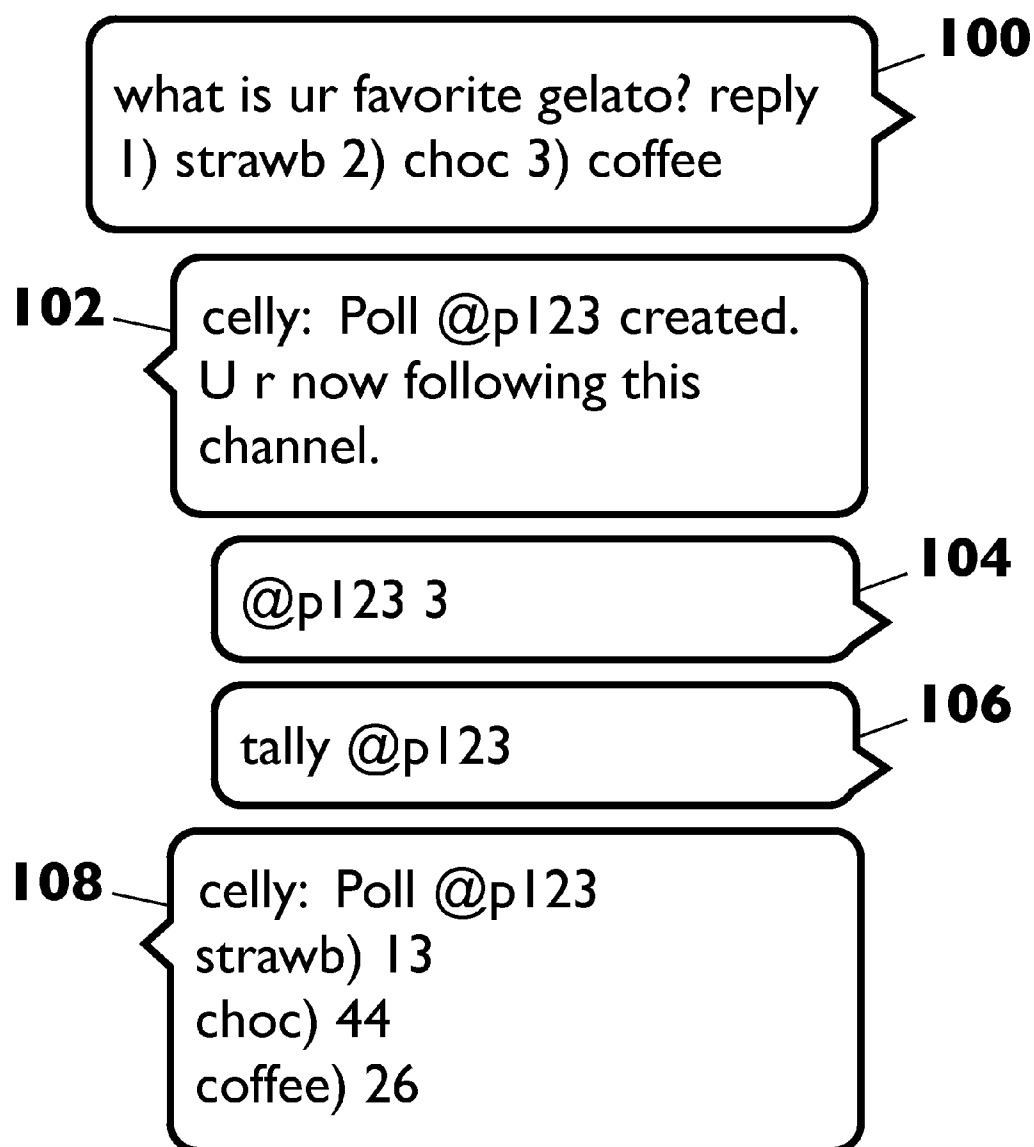 100
what is ur favorite gelato? reply
1) strawb 2) choc 3) coffee
102
celly: Poll @p123 created.
U r now following this
channel.
104
@p123 3
106
tally @p123
108
celly: Poll @p123
strawb) 13
choc) 44
coffee) 26